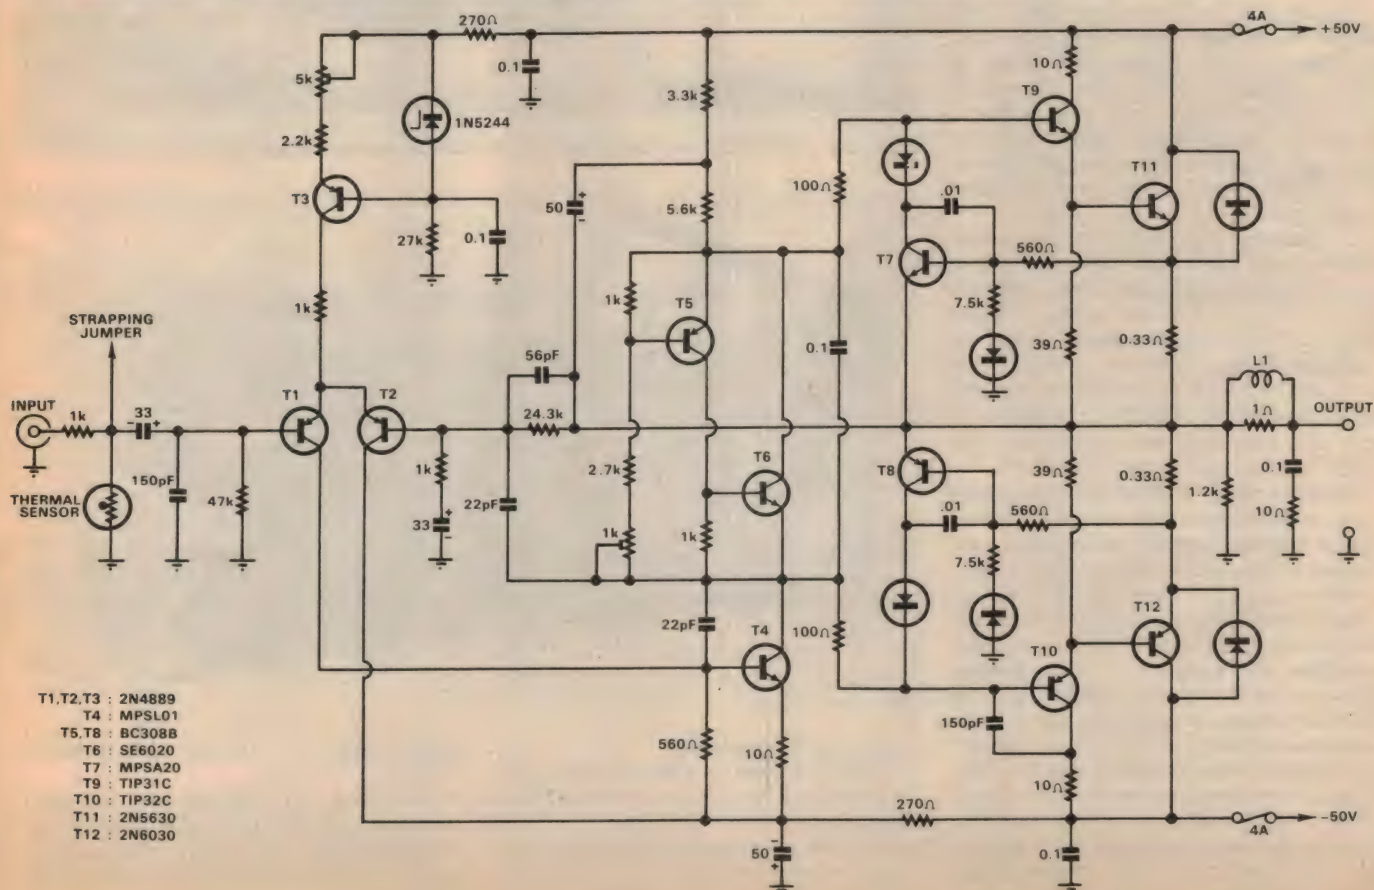 270Ω
4A
+50V
5k
0.1
10Ω
3.3k
T9
1N5244
2.2k
T11
100Ω
.01
T3
50
+
-
5.6k
27k
0.1
T7
560Ω
1k
1k
T5
7.5k
STRAPPING
JUMPER
56pF
0.1
39Ω
0.33Ω
L1
INPUT
1k
33
-
+
T1
T2
24.3k
1Ω
OUTPUT
T8
39Ω
0.33Ω
150pF
1k
2.7k
T6
0.1
THERMAL
SENSOR
47k
22pF
.01
560Ω
1.2k
10Ω
33
+
-
1k
1k
7.5k
22pF
T4
100Ω
T12
T10
T1,T2,T3 : 2N4889
T4 : MPSL01
T5,T8 : BC308B
T6 : SE6020
T7 : MPSA20
T9 : TIP31C
T10 : TIP32C
T11 : 2N5630
T12 : 2N6030
560Ω
10Ω
150pF
10Ω
270Ω
-50V
4A
50
-
+
0.1